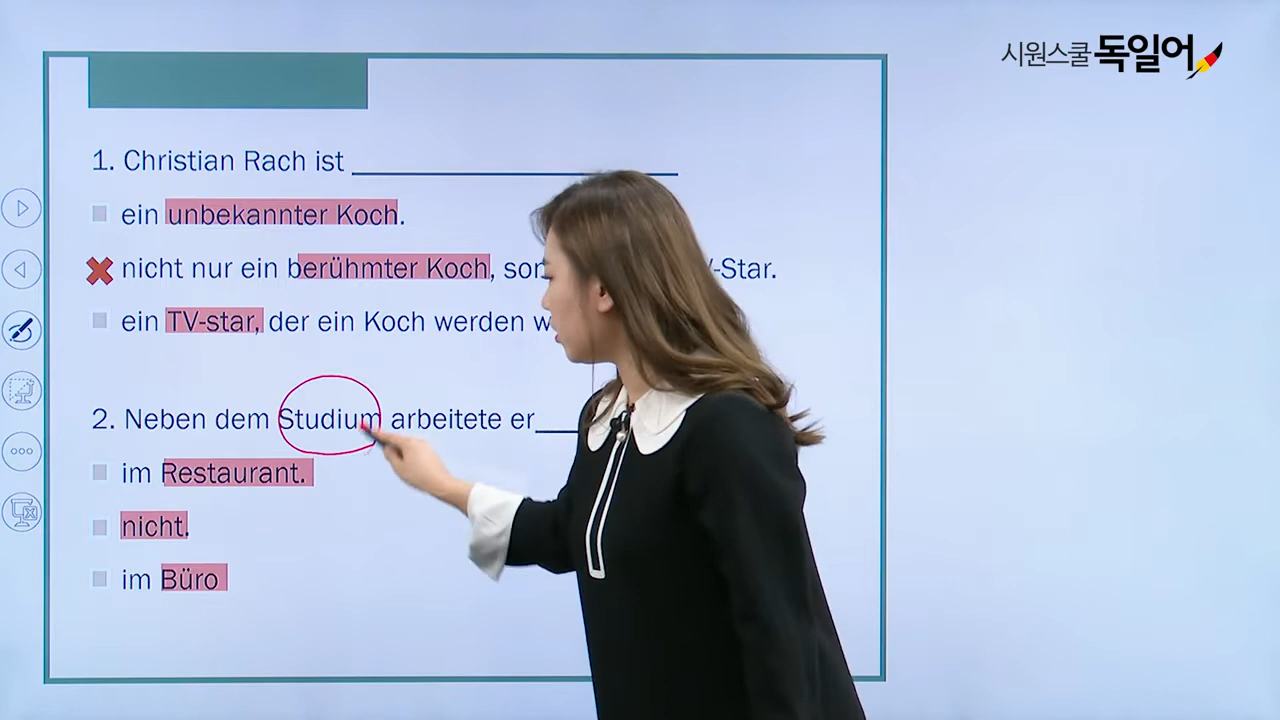 시원스쿨 독일어
1. Christian Rach ist
ein unbekannter Koch.
nicht nur ein berühmter Koch, -Star.
ein TV-star, der ein Koch werden
2. Neben dem Studium arbeitete er
im Restaurant.
nicht.
im Büro